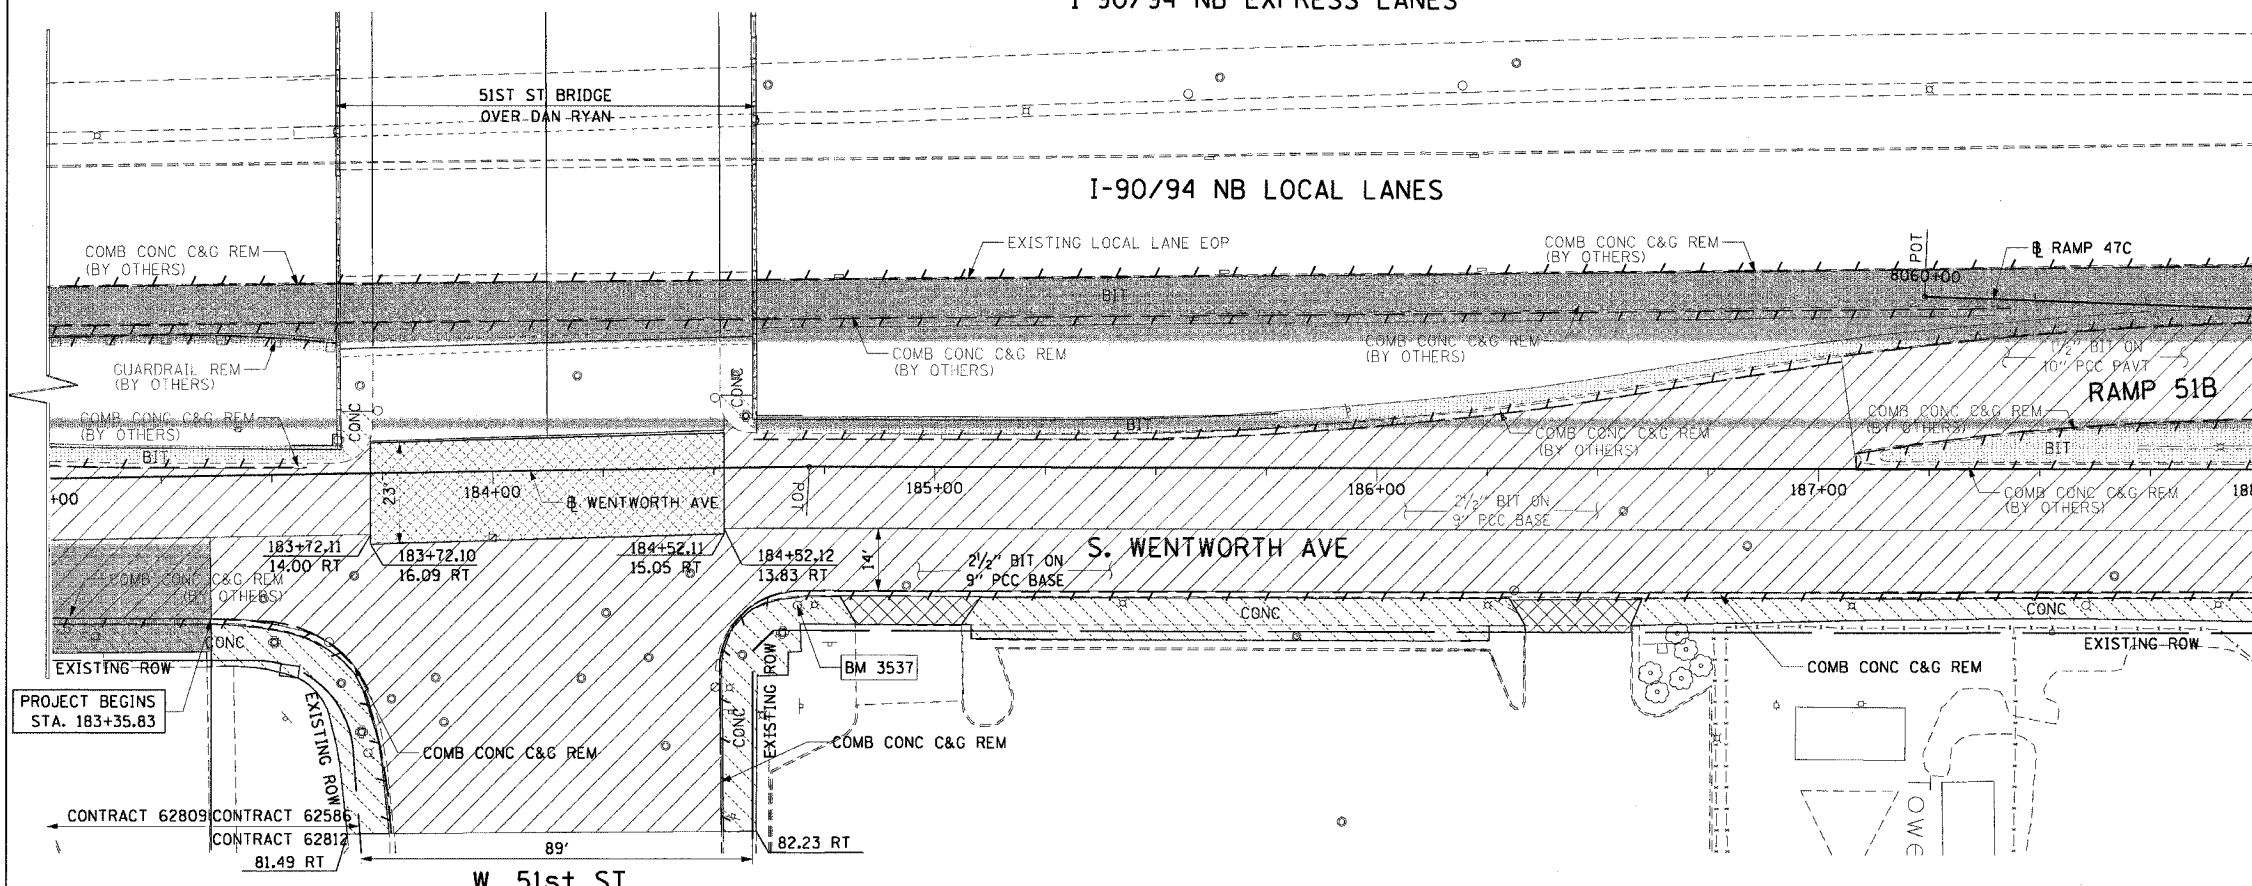 I-90/94 NB EXPRESS LANES
51ST ST BRIDGE
OVER DAN RYAN
I-90/94 NB LOCAL LANES
COMB CONC C&G REM
(BY OTHERS)
EXISTING LOCAL LANE EOP
COMB CONC C&G REM
(BY OTHERS)
POT
8060+00
℄ RAMP 47C
BIT
GUARDRAIL REM
(BY OTHERS)
COMB CONC C&G REM
(BY OTHERS)
COMB CONC C&G REM
(BY OTHERS)
1½" BIT ON
10" PCC PAVT
RAMP 51B
COMB CONC C&G REM
(BY OTHERS)
BIT
CONC
CONC
BIT
COMB CONC C&G REM
(BY OTHERS)
COMB CONC C&G REM
(BY OTHERS)
BIT
+00
23'
184+00
℄ WENTWORTH AVE
POT
185+00
186+00
2½" BIT ON
9" PCC BASE
187+00
COMB CONC C&G REM
(BY OTHERS)
188
183+72.11
14.00 RT
183+72.10
16.09 RT
184+52.11
15.05 RT
184+52.12
13.83 RT
14'
2½" BIT ON
9" PCC BASE
S. WENTWORTH AVE
COMB CONC C&G REM
(BY OTHERS)
CONC
CONC
CONC
EXISTING ROW
BM 3537
COMB CONC C&G REM
EXISTING ROW
PROJECT BEGINS
STA. 183+35.83
EXISTING ROW
COMB CONC C&G REM
CONC
EXISTING ROW
COMB CONC C&G REM
CONTRACT 62809
CONTRACT 62586
CONTRACT 62812
81.49 RT
89'
82.23 RT
W. 51st ST